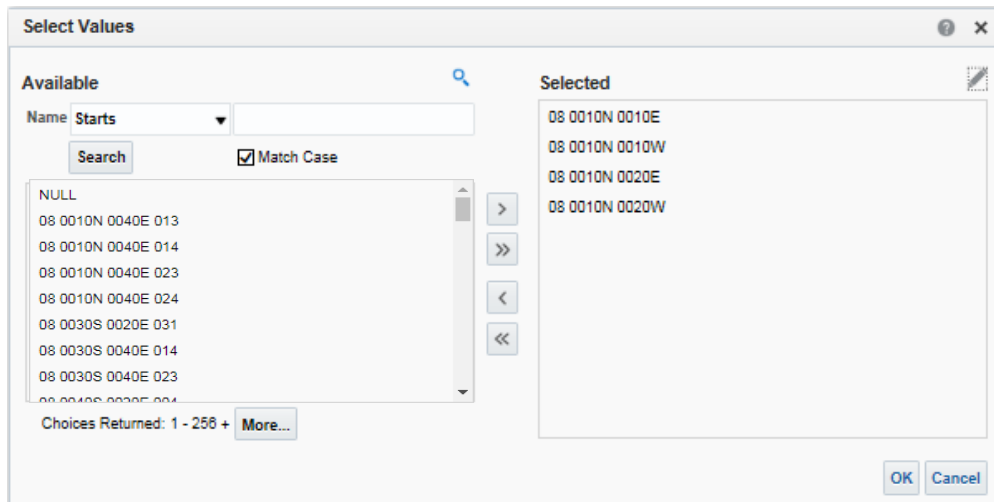 Select Values
Available
Name Starts
Search Match Case
NULL
08 0010N 0040E 013
08 0010N 0040E 014
08 0010N 0040E 023
08 0010N 0040E 024
08 0030S 0020E 031
08 0030S 0040E 014
08 0030S 0040E 023
Choices Returned: 1 - 256 + More...
> 
>>
<
<<
Selected
08 0010N 0010E
08 0010N 0010W
08 0010N 0020E
08 0010N 0020W
OK Cancel